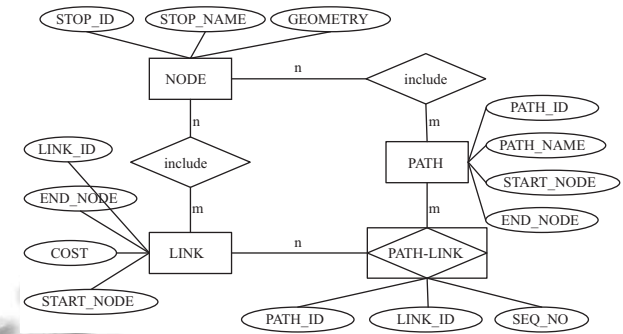 STOP_ID STOP_NAME GEOMETRY
NODE n include
n m
PATH_ID
LINK_ID include PATH PATH_NAME
START_NODE
END_NODE m m END_NODE
COST LINK n PATH-LINK
START_NODE
PATH_ID LINK_ID SEQ_NO